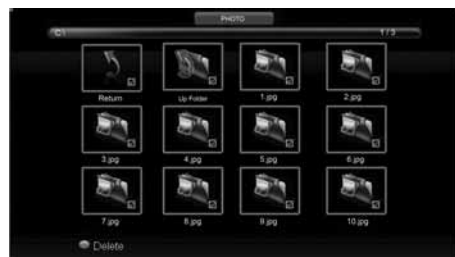 PHOTO
C:\ 1 / 3
Return Up Folder 1.jpg 2.jpg
3.jpg 4.jpg 5.jpg 6.jpg
7.jpg 8.jpg 9.jpg 10.jpg
Delete